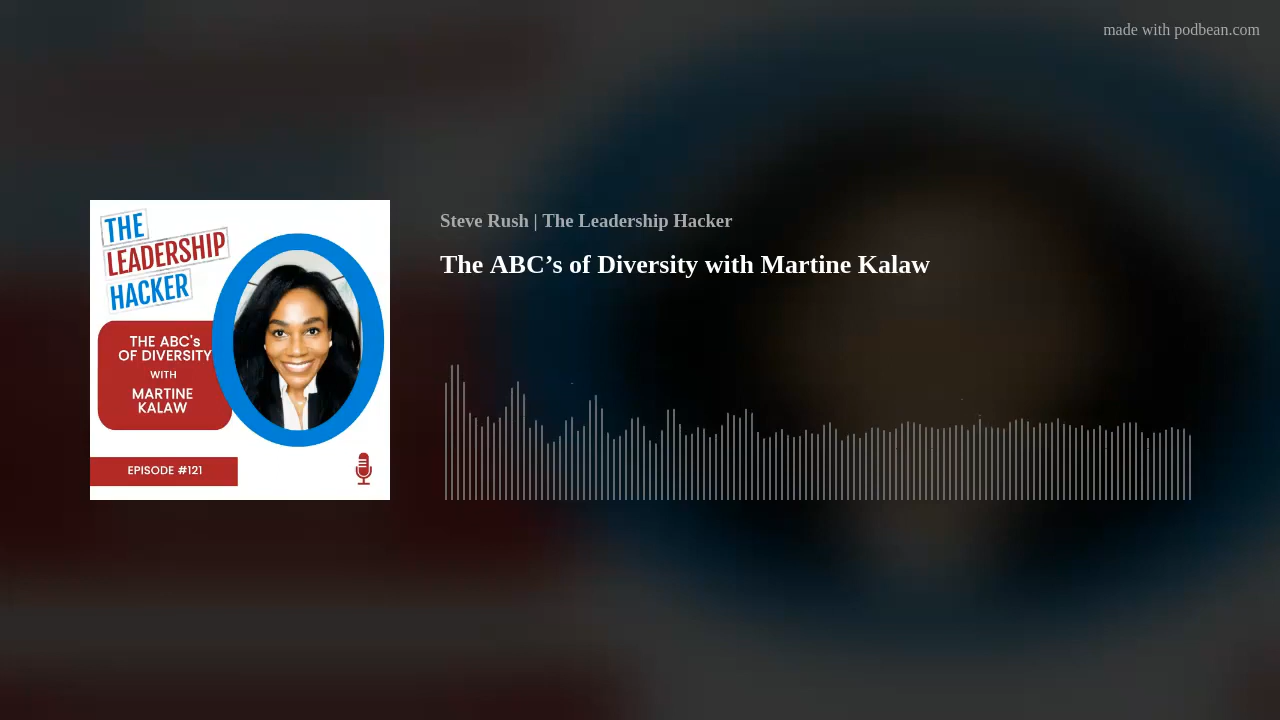 made with podbean.com
THE
LEADERSHIP
HACKER
THE ABC's
OF DIVERSITY
WITH
MARTINE
KALAW
EPISODE #121
Steve Rush | The Leadership Hacker
The ABC’s of Diversity with Martine Kalaw